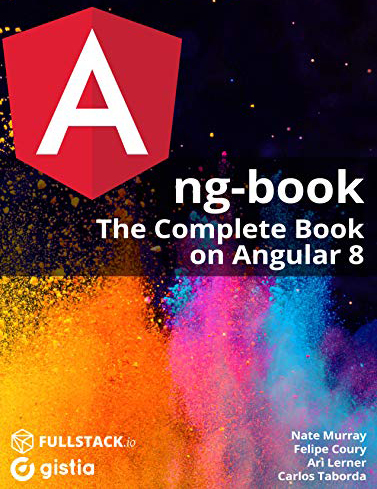 A
ng-book
The Complete Book
on Angular 8
FULLSTACK.io
gistia
Nate Murray
Felipe Coury
Ari Lerner
Carlos Taborda